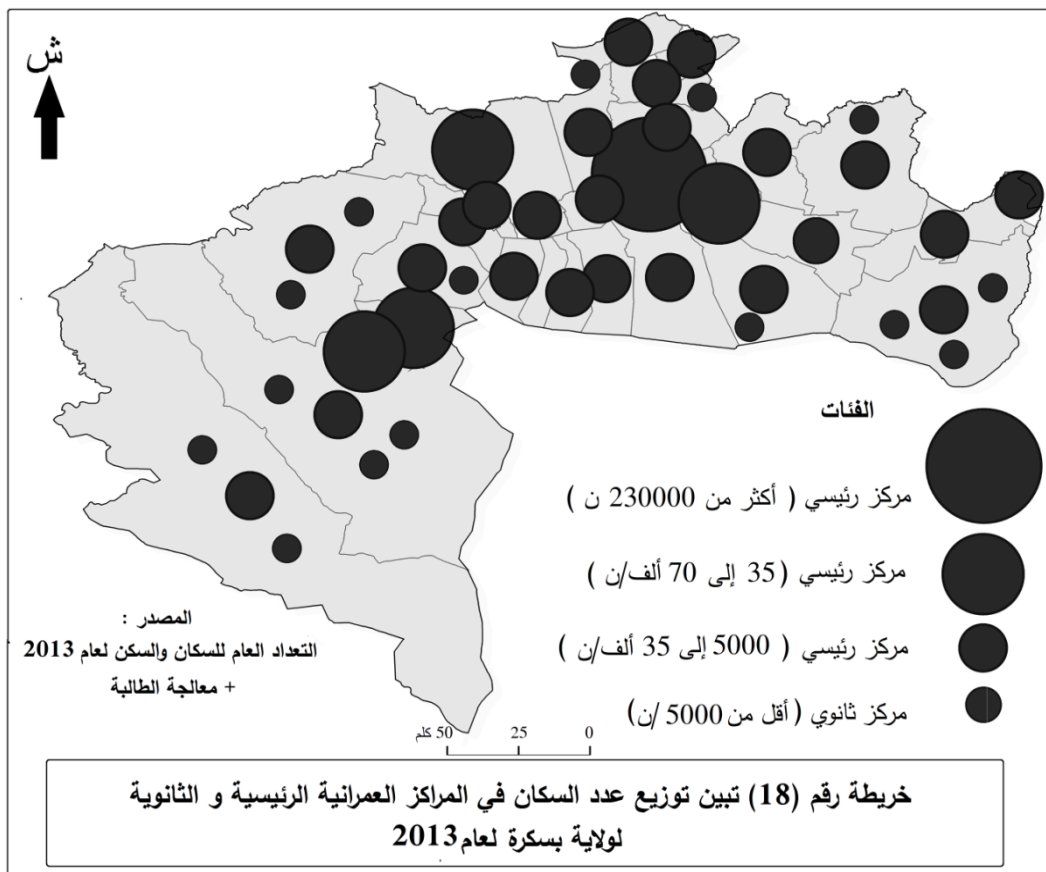 ش
الفئات
مركز رئيسي ( أكثر من 230000 ن )
مركز رئيسي ( 35 إلى 70 ألف/ن )
مركز رئيسي ( 5000 إلى 35 ألف/ن )
مركز ثانوي ( أقل من 5000 /ن)
المصدر :
التعداد العام للسكان والسكن لعام 2013
+ معالجة الطالبة
50 كلم 25 0
خريطة رقم (18) تبين توزيع عدد السكان في المراكز العمرانية الرئيسية و الثانوية
لولاية بسكرة لعام2013